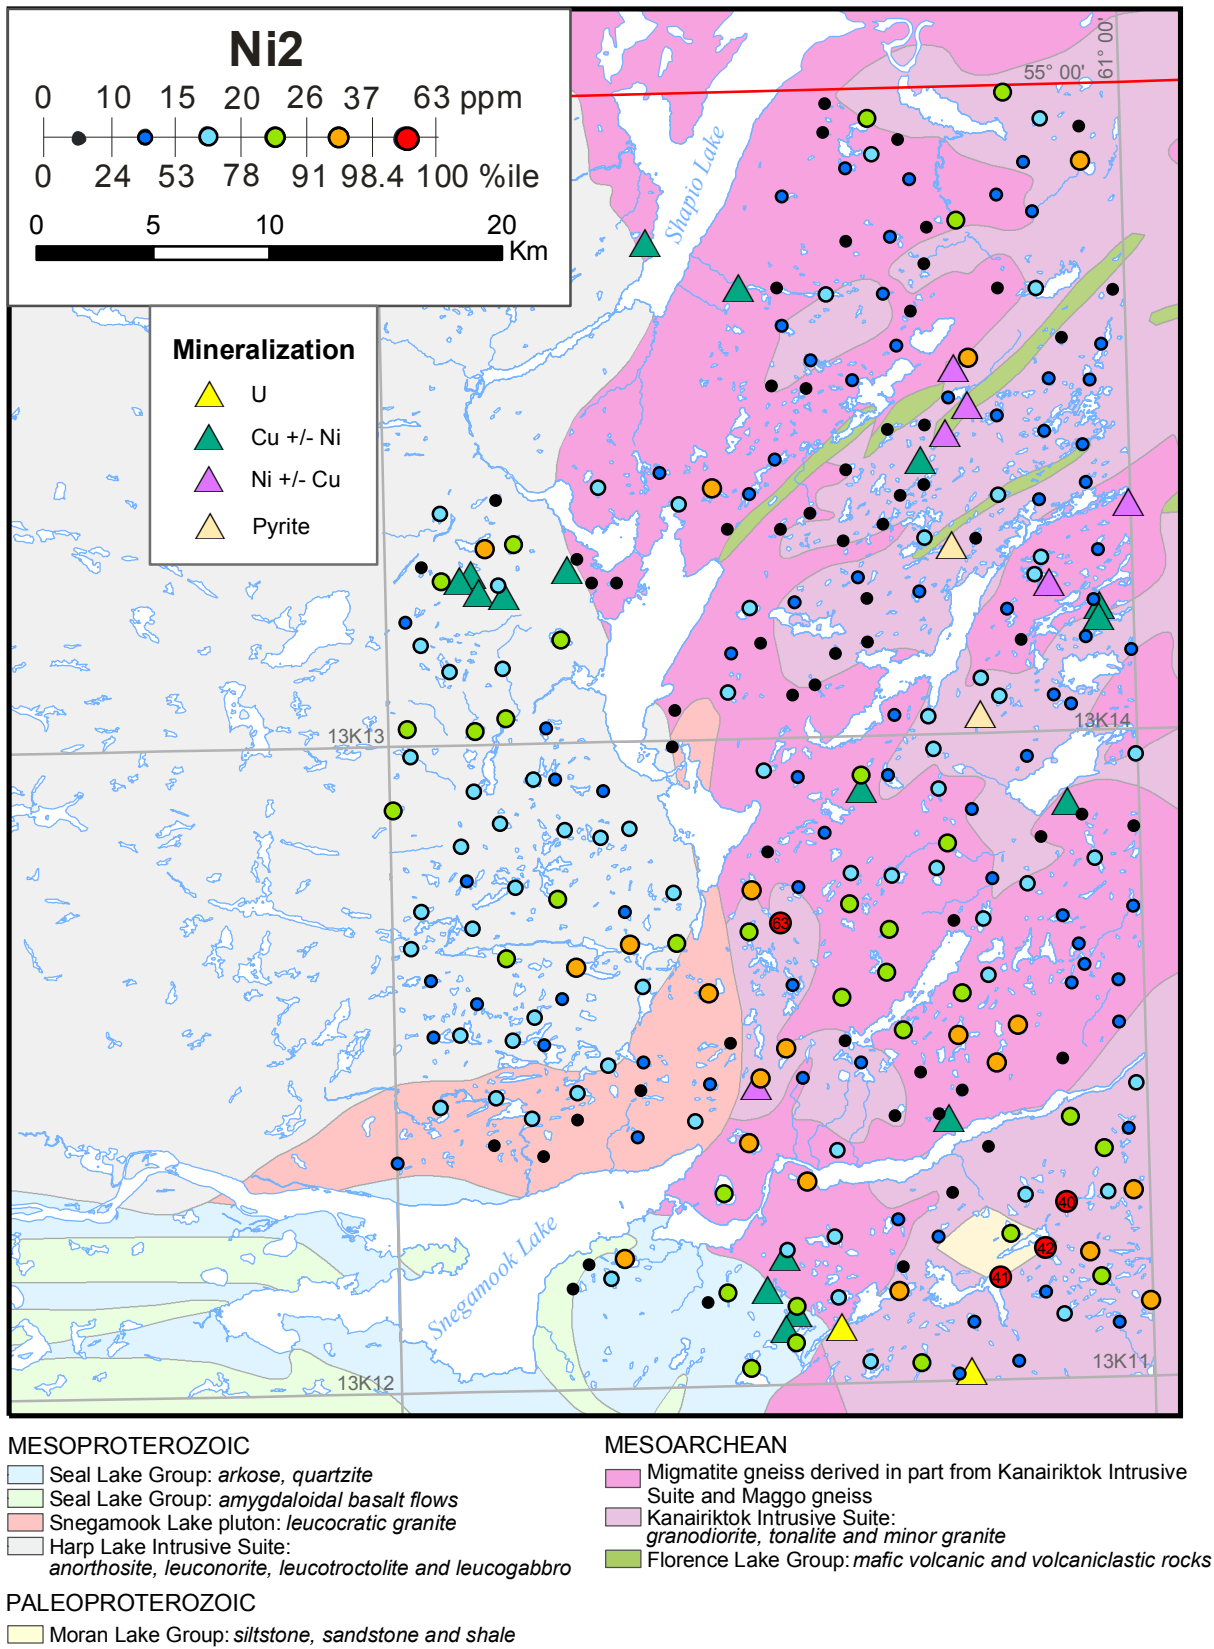 Ni2
0 10 15 20 26 37 63 ppm
0 24 53 78 91 98.4 100 %ile
0 5 10 20
Km
Mineralization
U
Cu +/- Ni
Ni +/- Cu
Pyrite
55° 00'
61° 00'
Shapio Lake
13K13
13K14
63
40
42
41
Snegamook Lake
13K12
13K11
MESOPROTEROZOIC
Seal Lake Group: arkose, quartzite
Seal Lake Group: amygdaloidal basalt flows
Snegamook Lake pluton: leucocratic granite
Harp Lake Intrusive Suite:
anorthosite, leuconorite, leucotroctolite and leucogabbro
PALEOPROTEROZOIC
Moran Lake Group: siltstone, sandstone and shale
MESOARCHEAN
Migmatite gneiss derived in part from Kanairiktok Intrusive
Suite and Maggo gneiss
Kanairiktok Intrusive Suite:
granodiorite, tonalite and minor granite
Florence Lake Group: mafic volcanic and volcaniclastic rocks